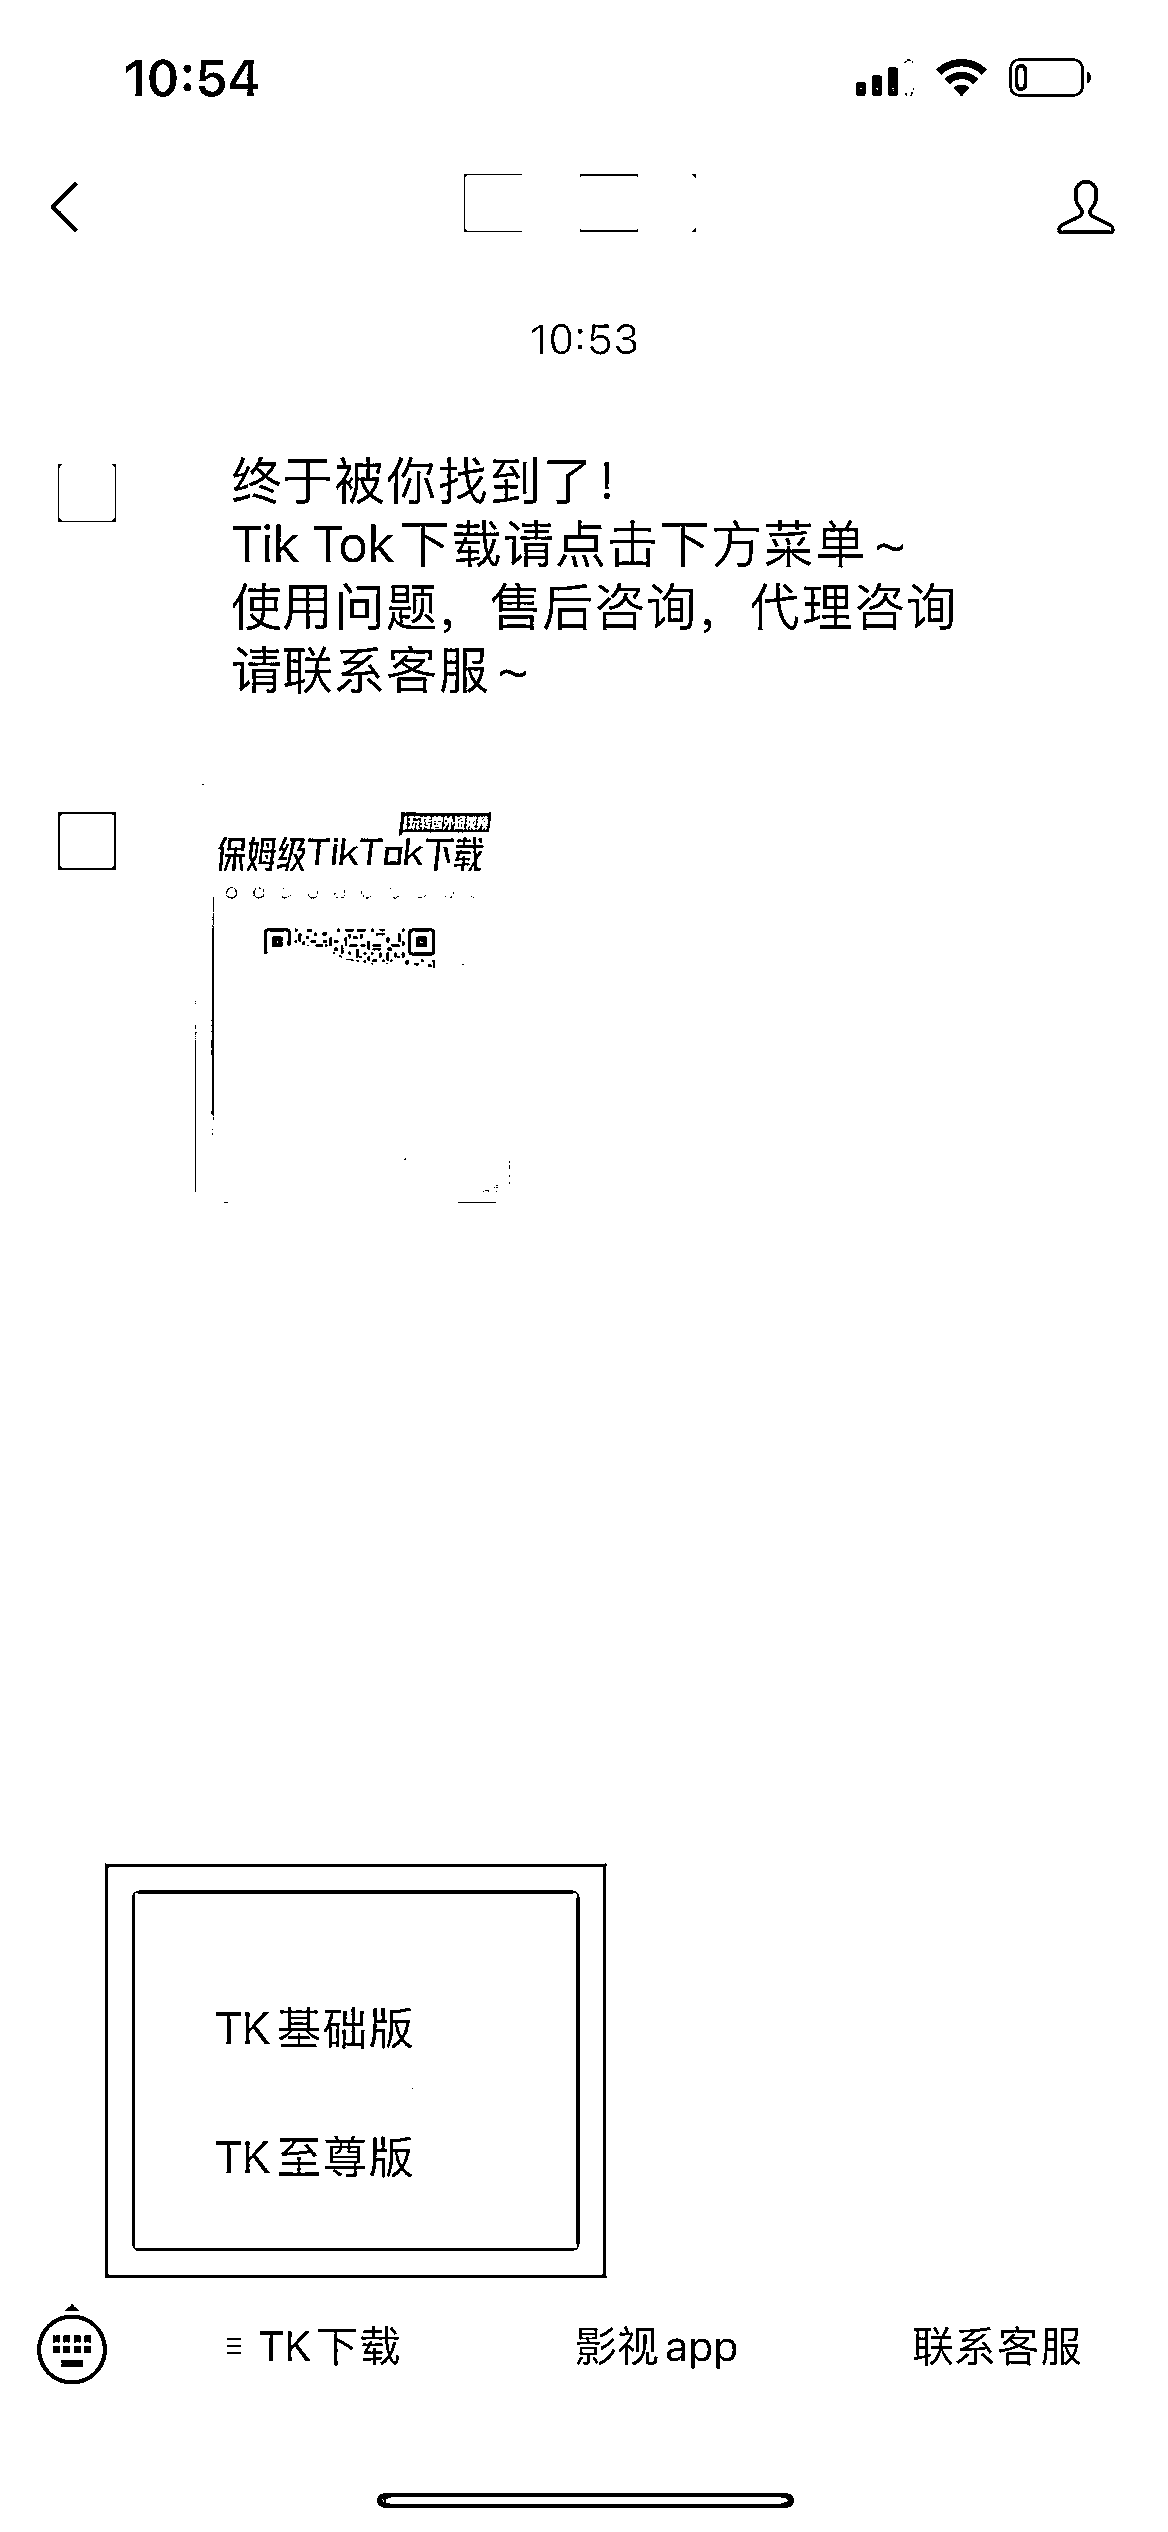 10:54
10:53
终于被你找到了！
Tik Tok下载请点击下方菜单~
使用问题，售后咨询，代理咨询
请联系客服~
玩转国外短视频
保姆级TikTok下载
TK基础版
TK至尊版
TK下载
影视app
联系客服